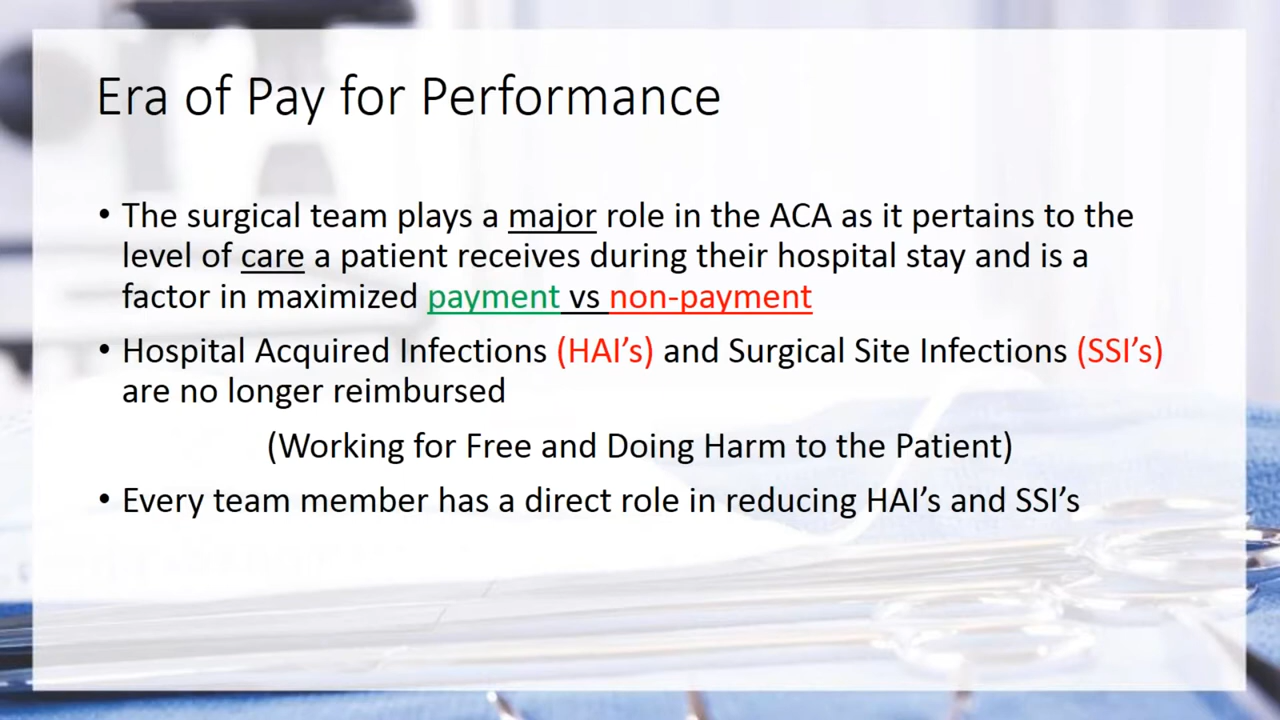 Era of Pay for Performance
• The surgical team plays a major role in the ACA as it pertains to the
level of care a patient receives during their hospital stay and is a
factor in maximized payment vs non-payment
• Hospital Acquired Infections (HAI’s) and Surgical Site Infections (SSI’s)
are no longer reimbursed
(Working for Free and Doing Harm to the Patient)
• Every team member has a direct role in reducing HAI’s and SSI’s